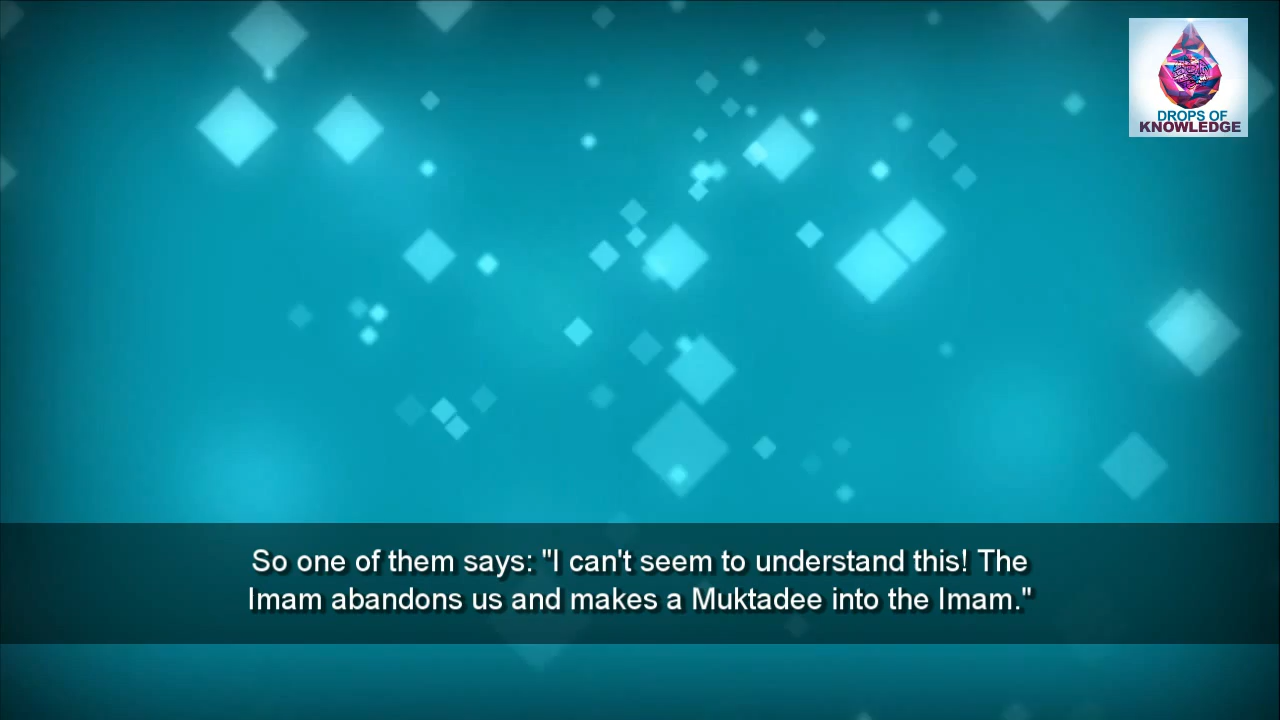 DROPS OF
KNOWLEDGE
So one of them says: "I can't seem to understand this! The
Imam abandons us and makes a Muktadee into the Imam."